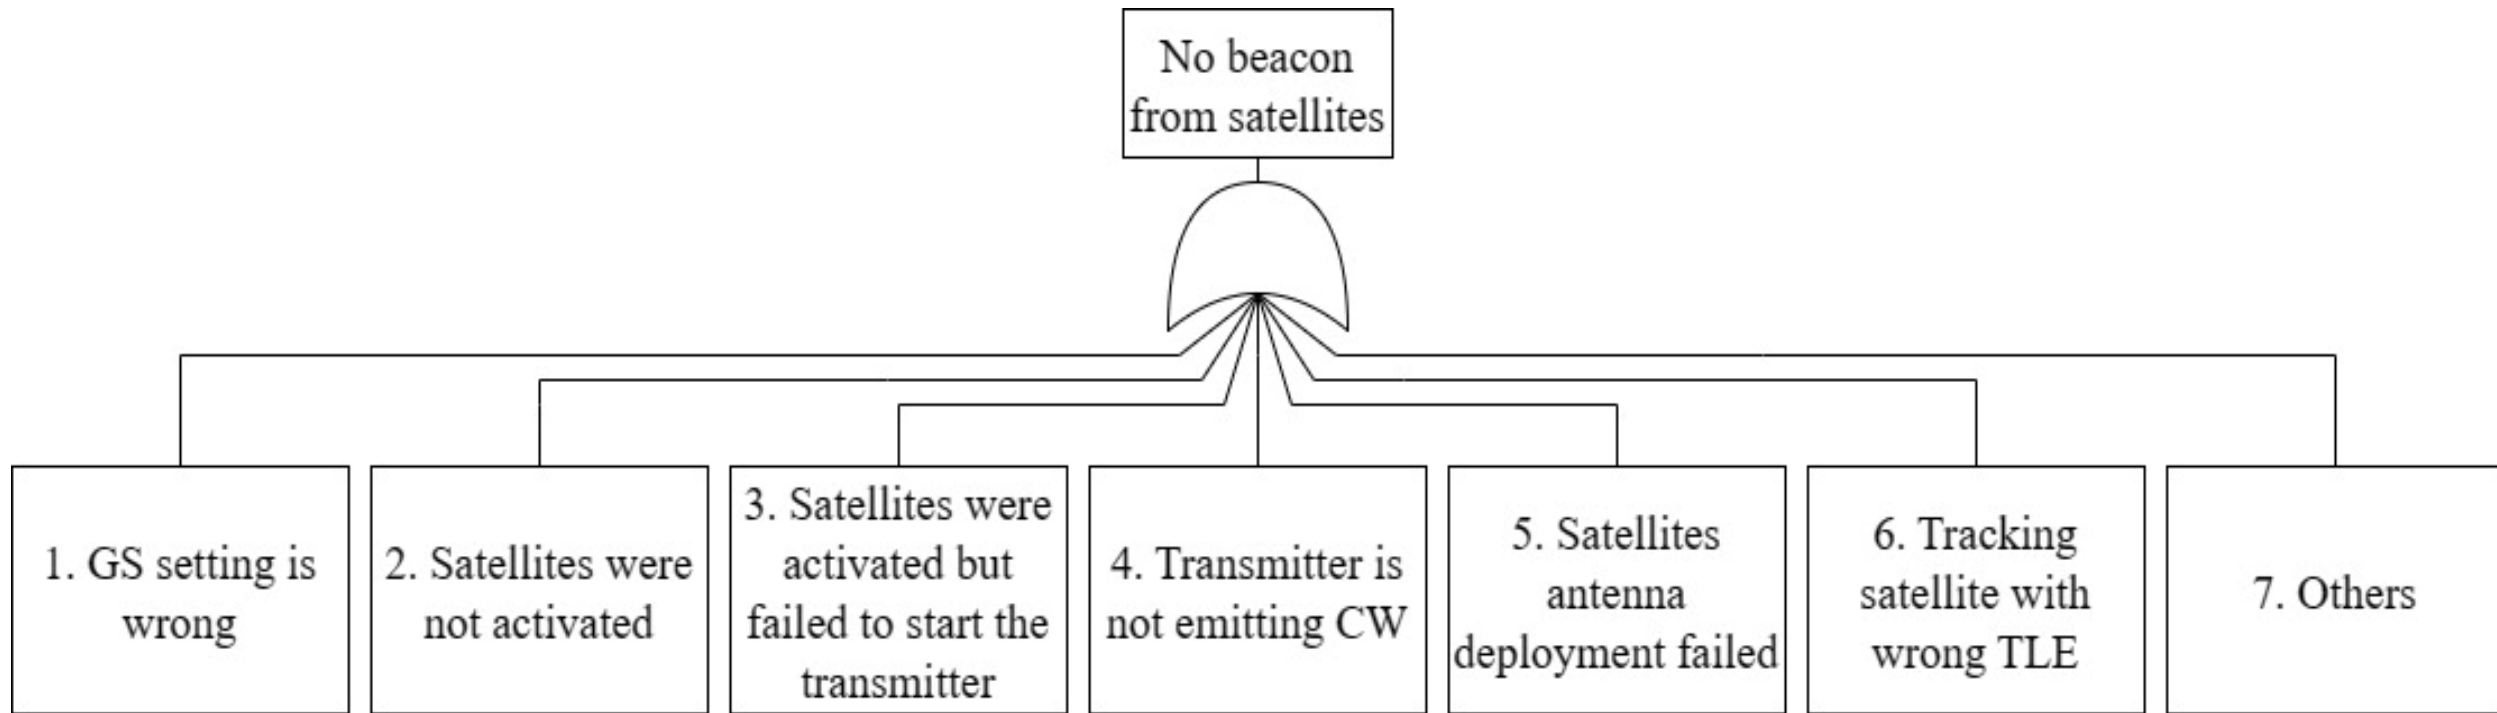 No beacon
from satellites
1. GS setting is
wrong
2. Satellites were
not activated
3. Satellites were
activated but
failed to start the
transmitter
4. Transmitter is
not emitting CW
5. Satellites
antenna
deployment failed
6. Tracking
satellite with
wrong TLE
7. Others